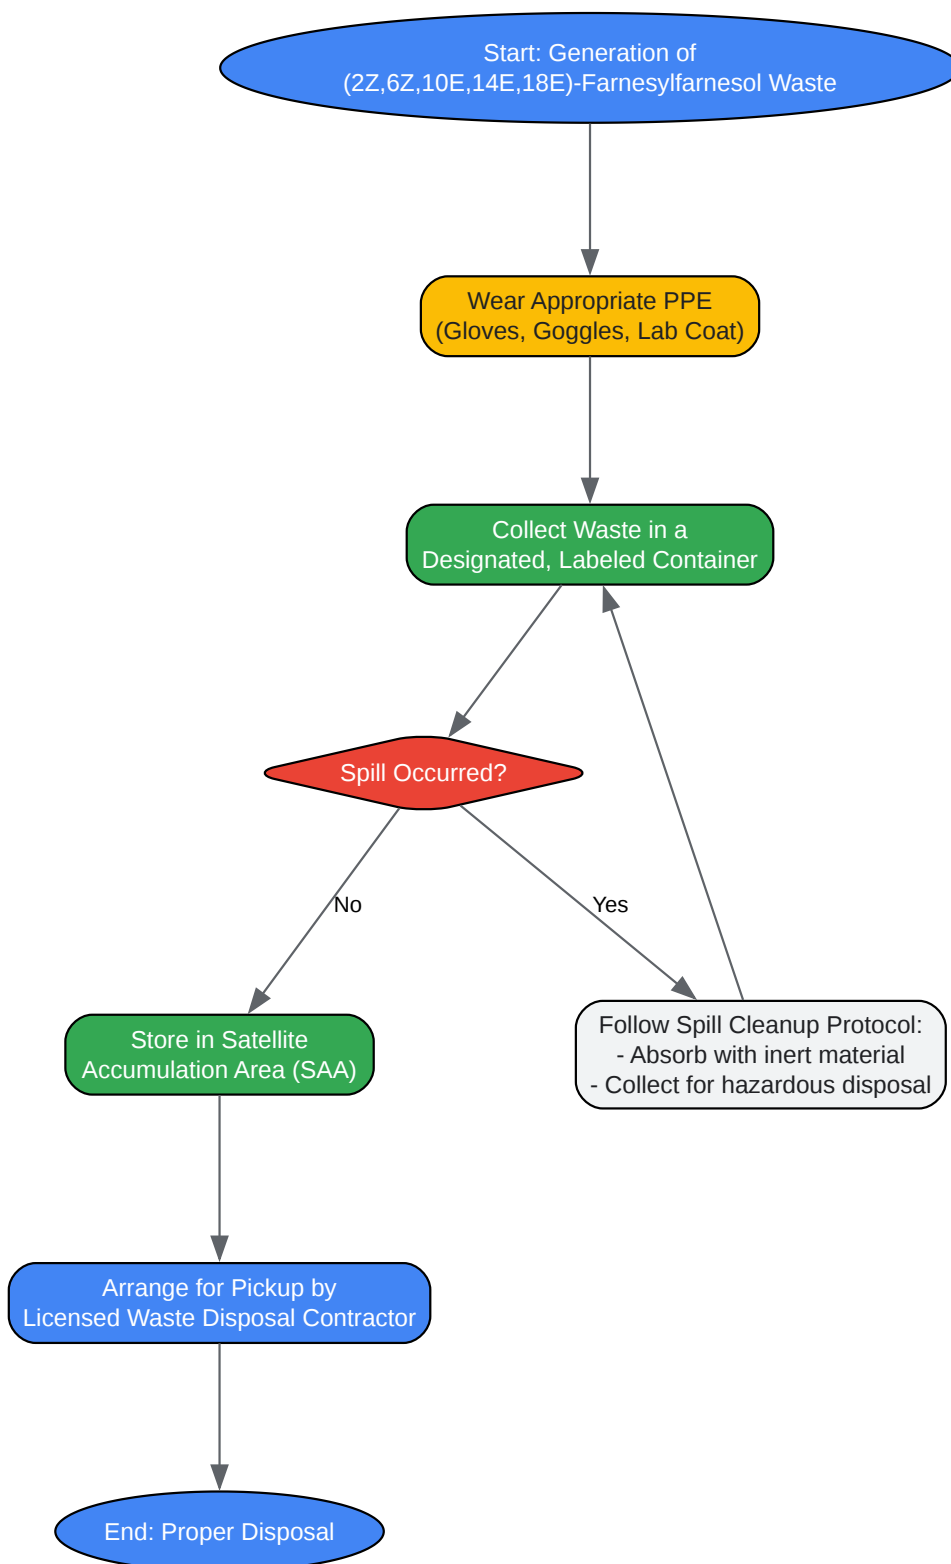 Start: Generation of
(2Z,6Z,10E,14E,18E)-Farnesylfarnesol Waste
Wear Appropriate PPE
(Gloves, Goggles, Lab Coat)
Collect Waste in a
Designated, Labeled Container
Spill Occurred?
No
Yes
Store in Satellite
Accumulation Area (SAA)
Follow Spill Cleanup Protocol:
- Absorb with inert material
- Collect for hazardous disposal
Arrange for Pickup by
Licensed Waste Disposal Contractor
End: Proper Disposal